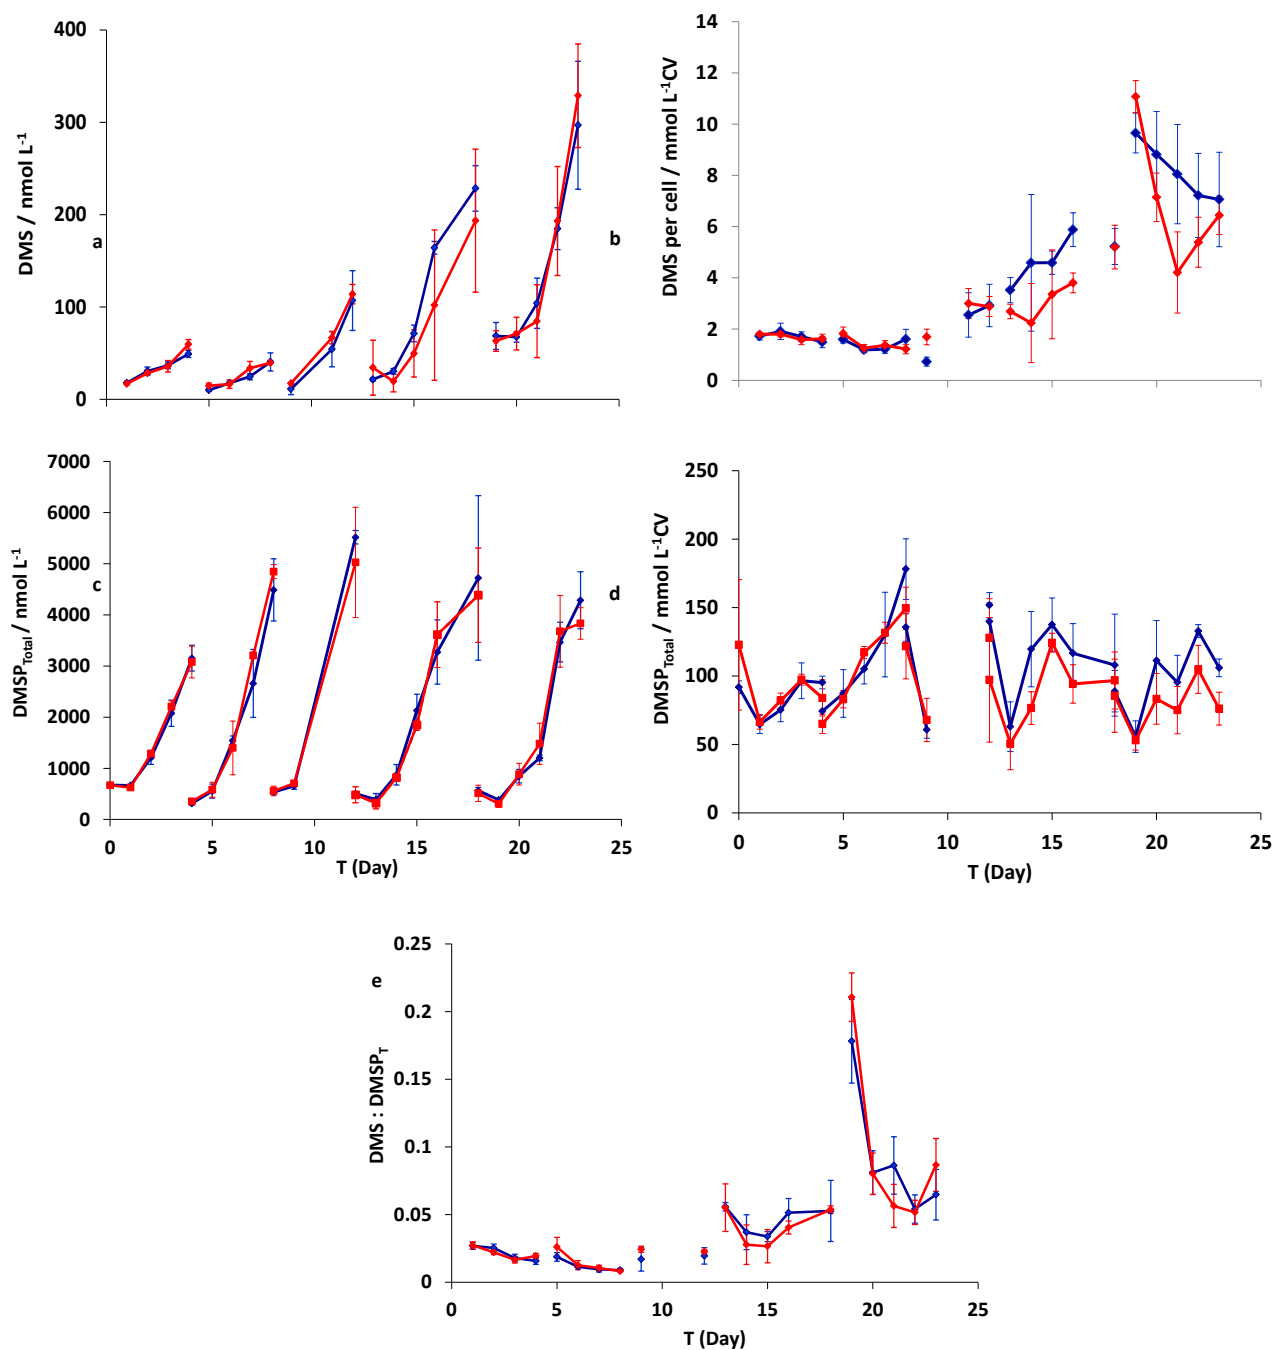 400
300
200
100
0
DMS / nmol L⁻¹
a
14
12
10
8
6
4
2
0
DMS per cell / mmol L⁻¹CV
b
7000
6000
5000
4000
3000
2000
1000
0
DMSP_Total / nmol L⁻¹
c
0 5 10 15 20 25
T (Day)
250
200
150
100
50
0
DMSP_Total / mmol L⁻¹CV
d
0 5 10 15 20 25
T (Day)
0.25
0.2
0.15
0.1
0.05
0
DMS : DMSP_T
e
0 5 10 15 20 25
T (Day)